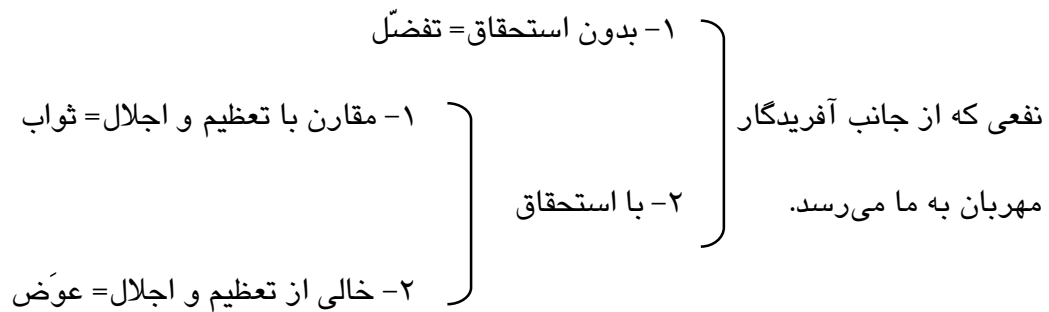 ۱- بدون استحقاق= تفضّل
نفعی که از جانب آفریدگار
۱- مقارن با تعظیم و اجلال= ثواب
مهربان به ما می‌رسد.
۲- با استحقاق
۲- خالی از تعظیم و اجلال= عوَض